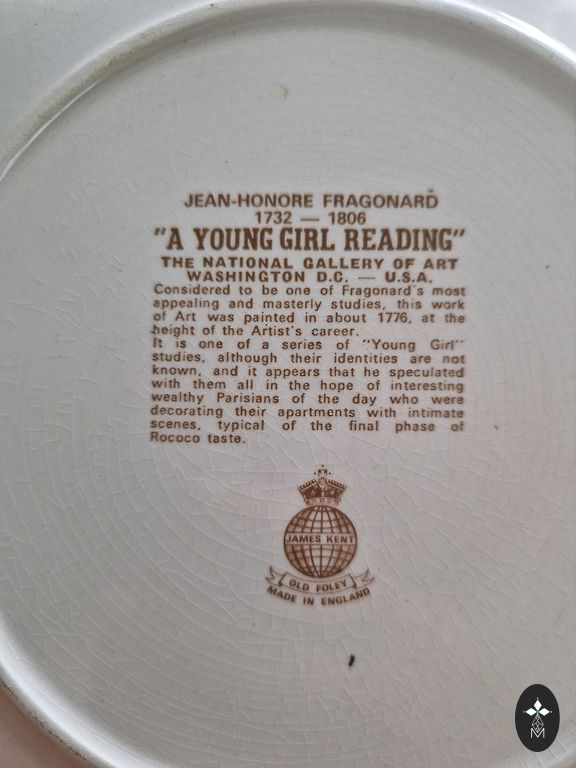 JEAN-HONORE FRAGONARD
1732 — 1806
"A YOUNG GIRL READING"
THE NATIONAL GALLERY OF ART
WASHINGTON D.C. — U.S.A.
Considered to be one of Fragonard's most
appealing and masterly studies, this work
of Art was painted in about 1776, at the
height of the Artist's career.
It is one of a series of "Young Girl"
studies, although their identities are not
known, and it appears that he speculated
with them all in the hope of interesting
wealthy Parisians of the day who were
decorating their apartments with intimate
scenes, typical of the final phase of
Rococo taste.
JAMES KENT
OLD FOLEY
MADE IN ENGLAND